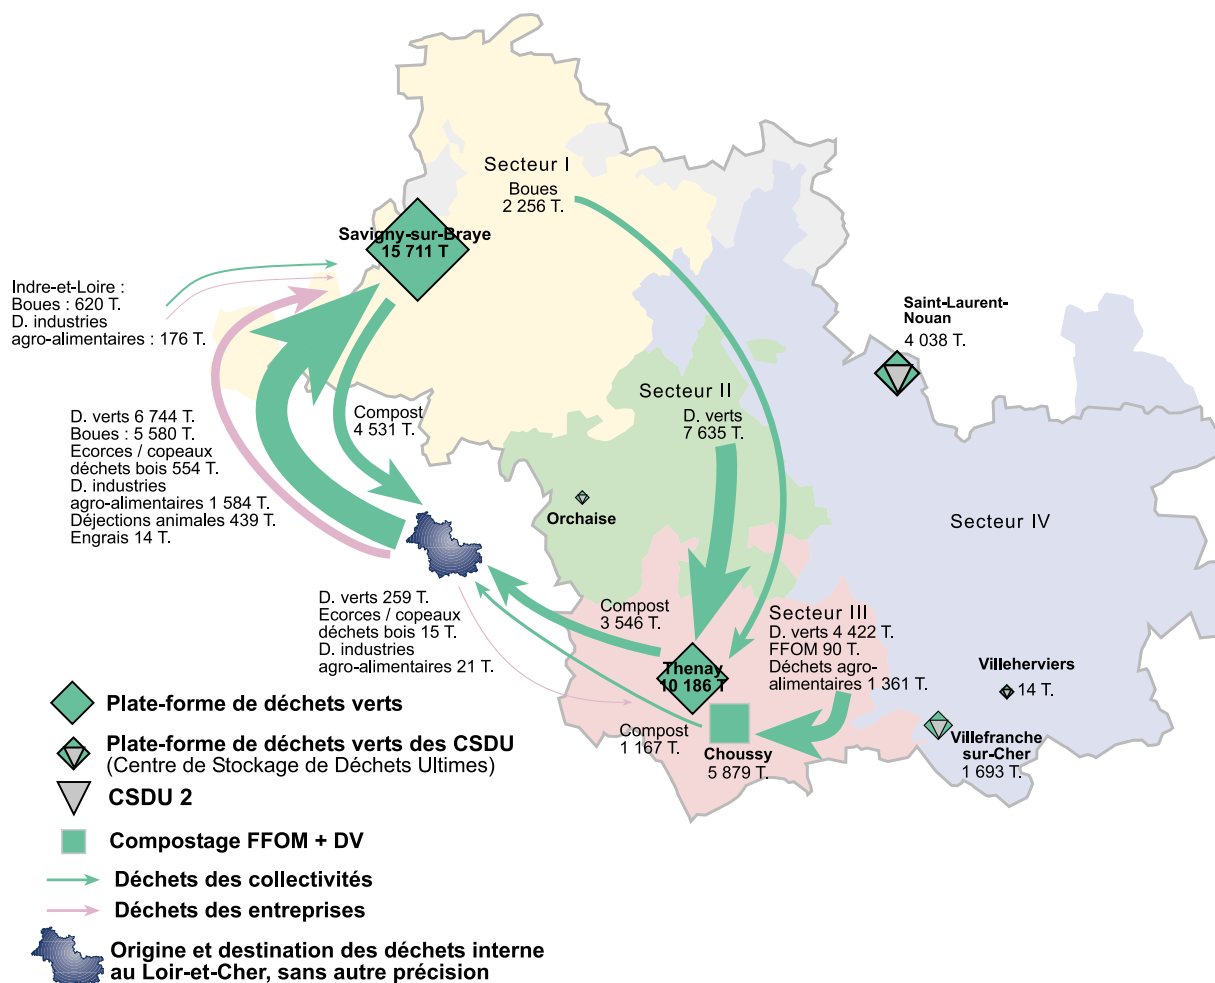 Secteur I
Boues
2 256 T.
Savigny-sur-Braye
15 711 T
Indre-et-Loire :
Boues : 620 T.
D. industries
agro-alimentaires : 176 T.
Saint-Laurent-
Nouan
4 038 T.
Secteur II
D. verts
7 635 T.
D. verts 6 744 T.
Boues : 5 580 T.
Ecorces / copeaux
déchets bois 554 T.
D. industries
agro-alimentaires 1 584 T.
Déjections animales 439 T.
Engrais 14 T.
Compost
4 531 T.
Orchaise
Secteur IV
D. verts 259 T.
Ecorces / copeaux
déchets bois 15 T.
D. industries
agro-alimentaires 21 T.
Compost
3 546 T.
Secteur III
D. verts 4 422 T.
FFOM 90 T.
Déchets agro-
alimentaires 1 361 T.
Thenay
10 186 T
Villeherviers
14 T.
Compost
1 167 T.
Choussy
5 879 T.
Villefranche
sur-Cher
1 693 T.
Plate-forme de déchets verts
Plate-forme de déchets verts des CSDU
(Centre de Stockage de Déchets Ultimes)
CSDU 2
Compostage FFOM + DV
Déchets des collectivités
Déchets des entreprises
Origine et destination des déchets interne
au Loir-et-Cher, sans autre précision